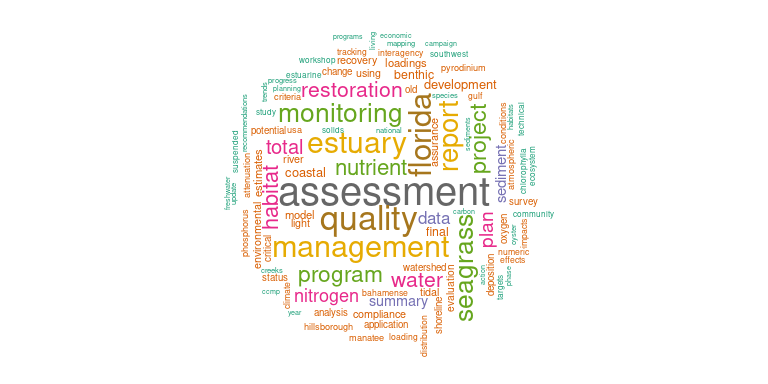 programs
living
economic
mapping
campaign
tracking
interagency
southwest
workshop
recovery
loadings
pyrodinium
estuarine
change
using
benthic
progress
planning
trends
criteria
restoration
old
development
species
gulf
study
monitoring
florida
report
project
conditions
habitats
technical
recommendations
potential
usa
solids
national
assurance
sediments
suspended
total
estuary
sediment
atmospheric
chlorophyll
ecosystem
attenuation
estimates
river
nutrient
coastal
habitat
assessment
survey
freshwater
update
model
light
quality
data
carbon
seagrass
plan
oxygen
oyster
community
impacts
phosphorus
environmental
critical
final
management
numeric
effects
creeks
status
program
watershed
water
evaluation
action
deposition
targets
phase
ccmp
climate
nitrogen
bahamense
tidal
summary
shoreline
year
analysis
compliance
hillsborough
application
manatee
loading
distribution